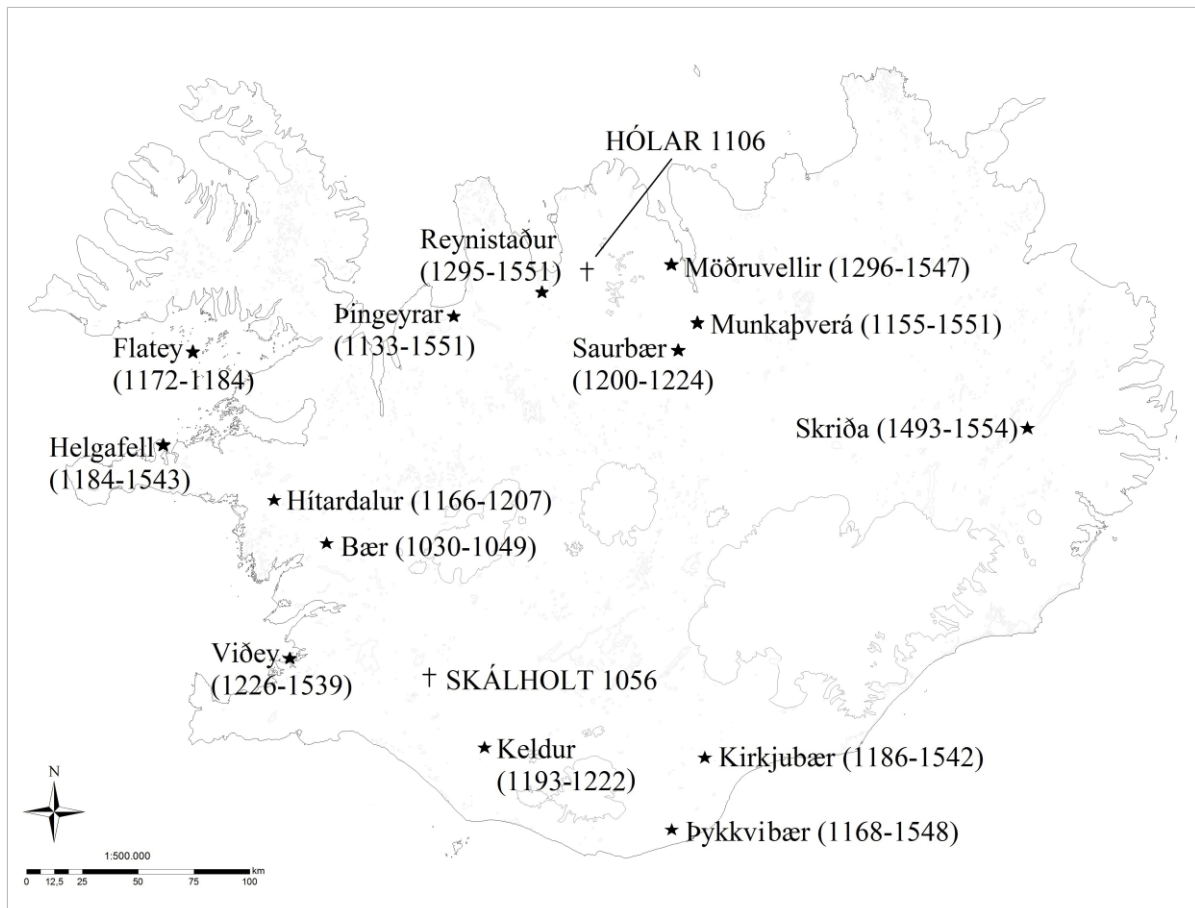 HÓLAR 1106
Reynistaður
(1295-1551)
Möðruvellir (1296-1547)
Þingeyrar
(1133-1551)
Munkaþverá (1155-1551)
Flatey
(1172-1184)
Saurbær
(1200-1224)
Skriða (1493-1554)
Helgafell
(1184-1543)
Hítardalur (1166-1207)
Bær (1030-1049)
Viðey
(1226-1539)
SKÁLHOLT 1056
Keldur
(1193-1222)
Kirkjubær (1186-1542)
Þykkvibær (1168-1548)
N
1:500.000
km
0 12,5 25 50 75 100